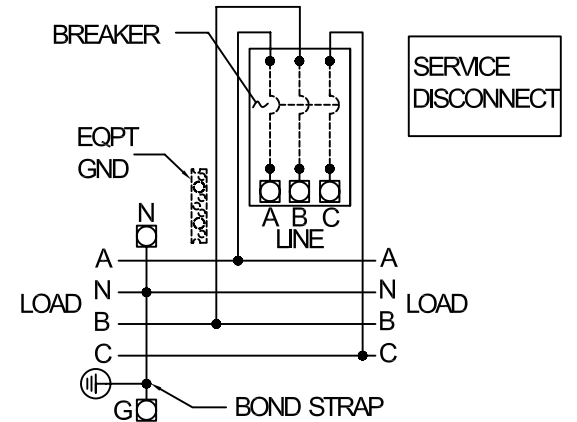 BREAKER
SERVICE
DISCONNECT
EQPT
GND
A B C
LINE
N
A A
LOAD N N LOAD
B B
C C
G
BOND STRAP